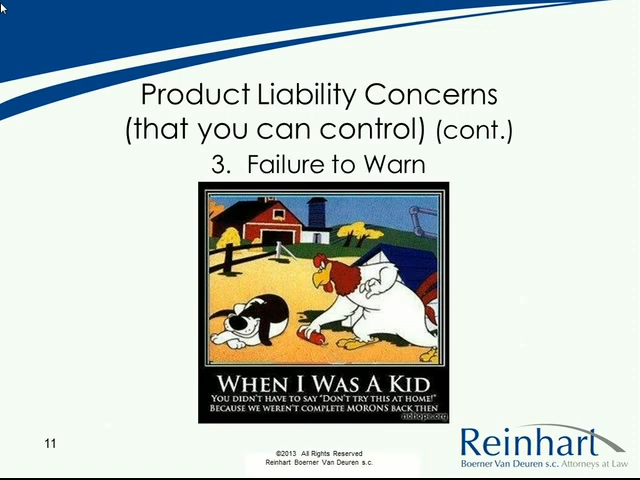 Product Liability Concerns
(that you can control) (cont.)
3. Failure to Warn
WHEN I WAS A KID
YOU DIDN'T HAVE TO SAY "DON'T TRY THIS AT HOME!"
BECAUSE WE WEREN'T COMPLETE MORONS BACK THEN
nohope.org
11
©2013 All Rights Reserved
Reinhart Boerner Van Deuren s.c.
Reinhart
Boerner Van Deuren s.c. Attorneys at Law